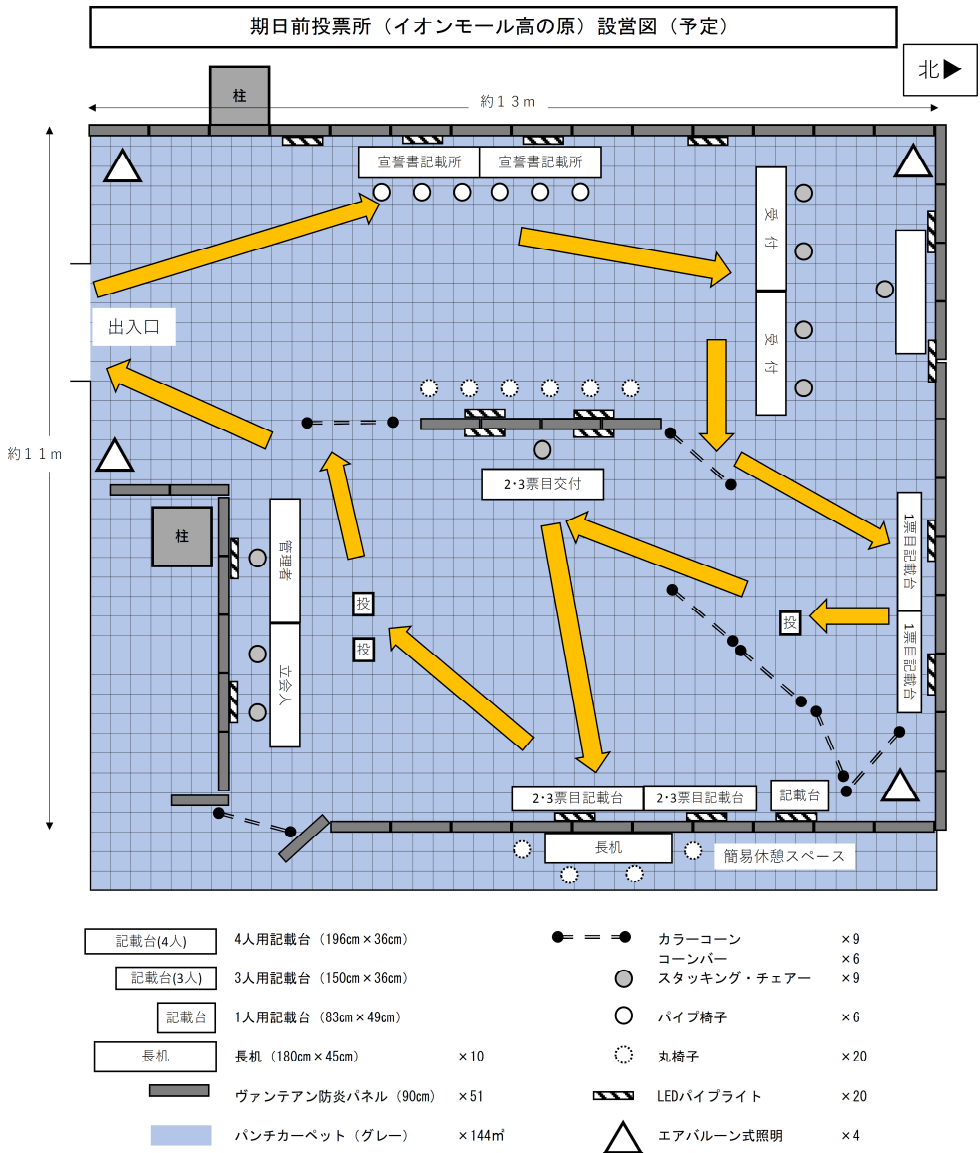 期日前投票所（イオンモール高の原）設営図（予定）
北▶
柱
約１３ｍ
宣誓書記載所
宣誓書記載所
受付
出入口
受付
約１１ｍ
2・3票目交付
柱
管理者
1票目記載台
投
投
投
1票目記載台
立会人
2・3票目記載台
2・3票目記載台
記載台
長机
簡易休憩スペース
記載台(4人)
4人用記載台（196cm×36cm）
カラーコーン ×9
コーンバー ×6
記載台(3人)
3人用記載台（150cm×36cm）
スタッキング・チェアー ×9
記載台
1人用記載台（83cm×49cm）
パイプ椅子 ×6
長机
長机（180cm×45cm） ×10
丸椅子 ×20
ヴァンテアン防炎パネル（90cm） ×51
LEDパイプライト ×20
パンチカーペット（グレー） ×144㎡
エアバルーン式照明 ×4